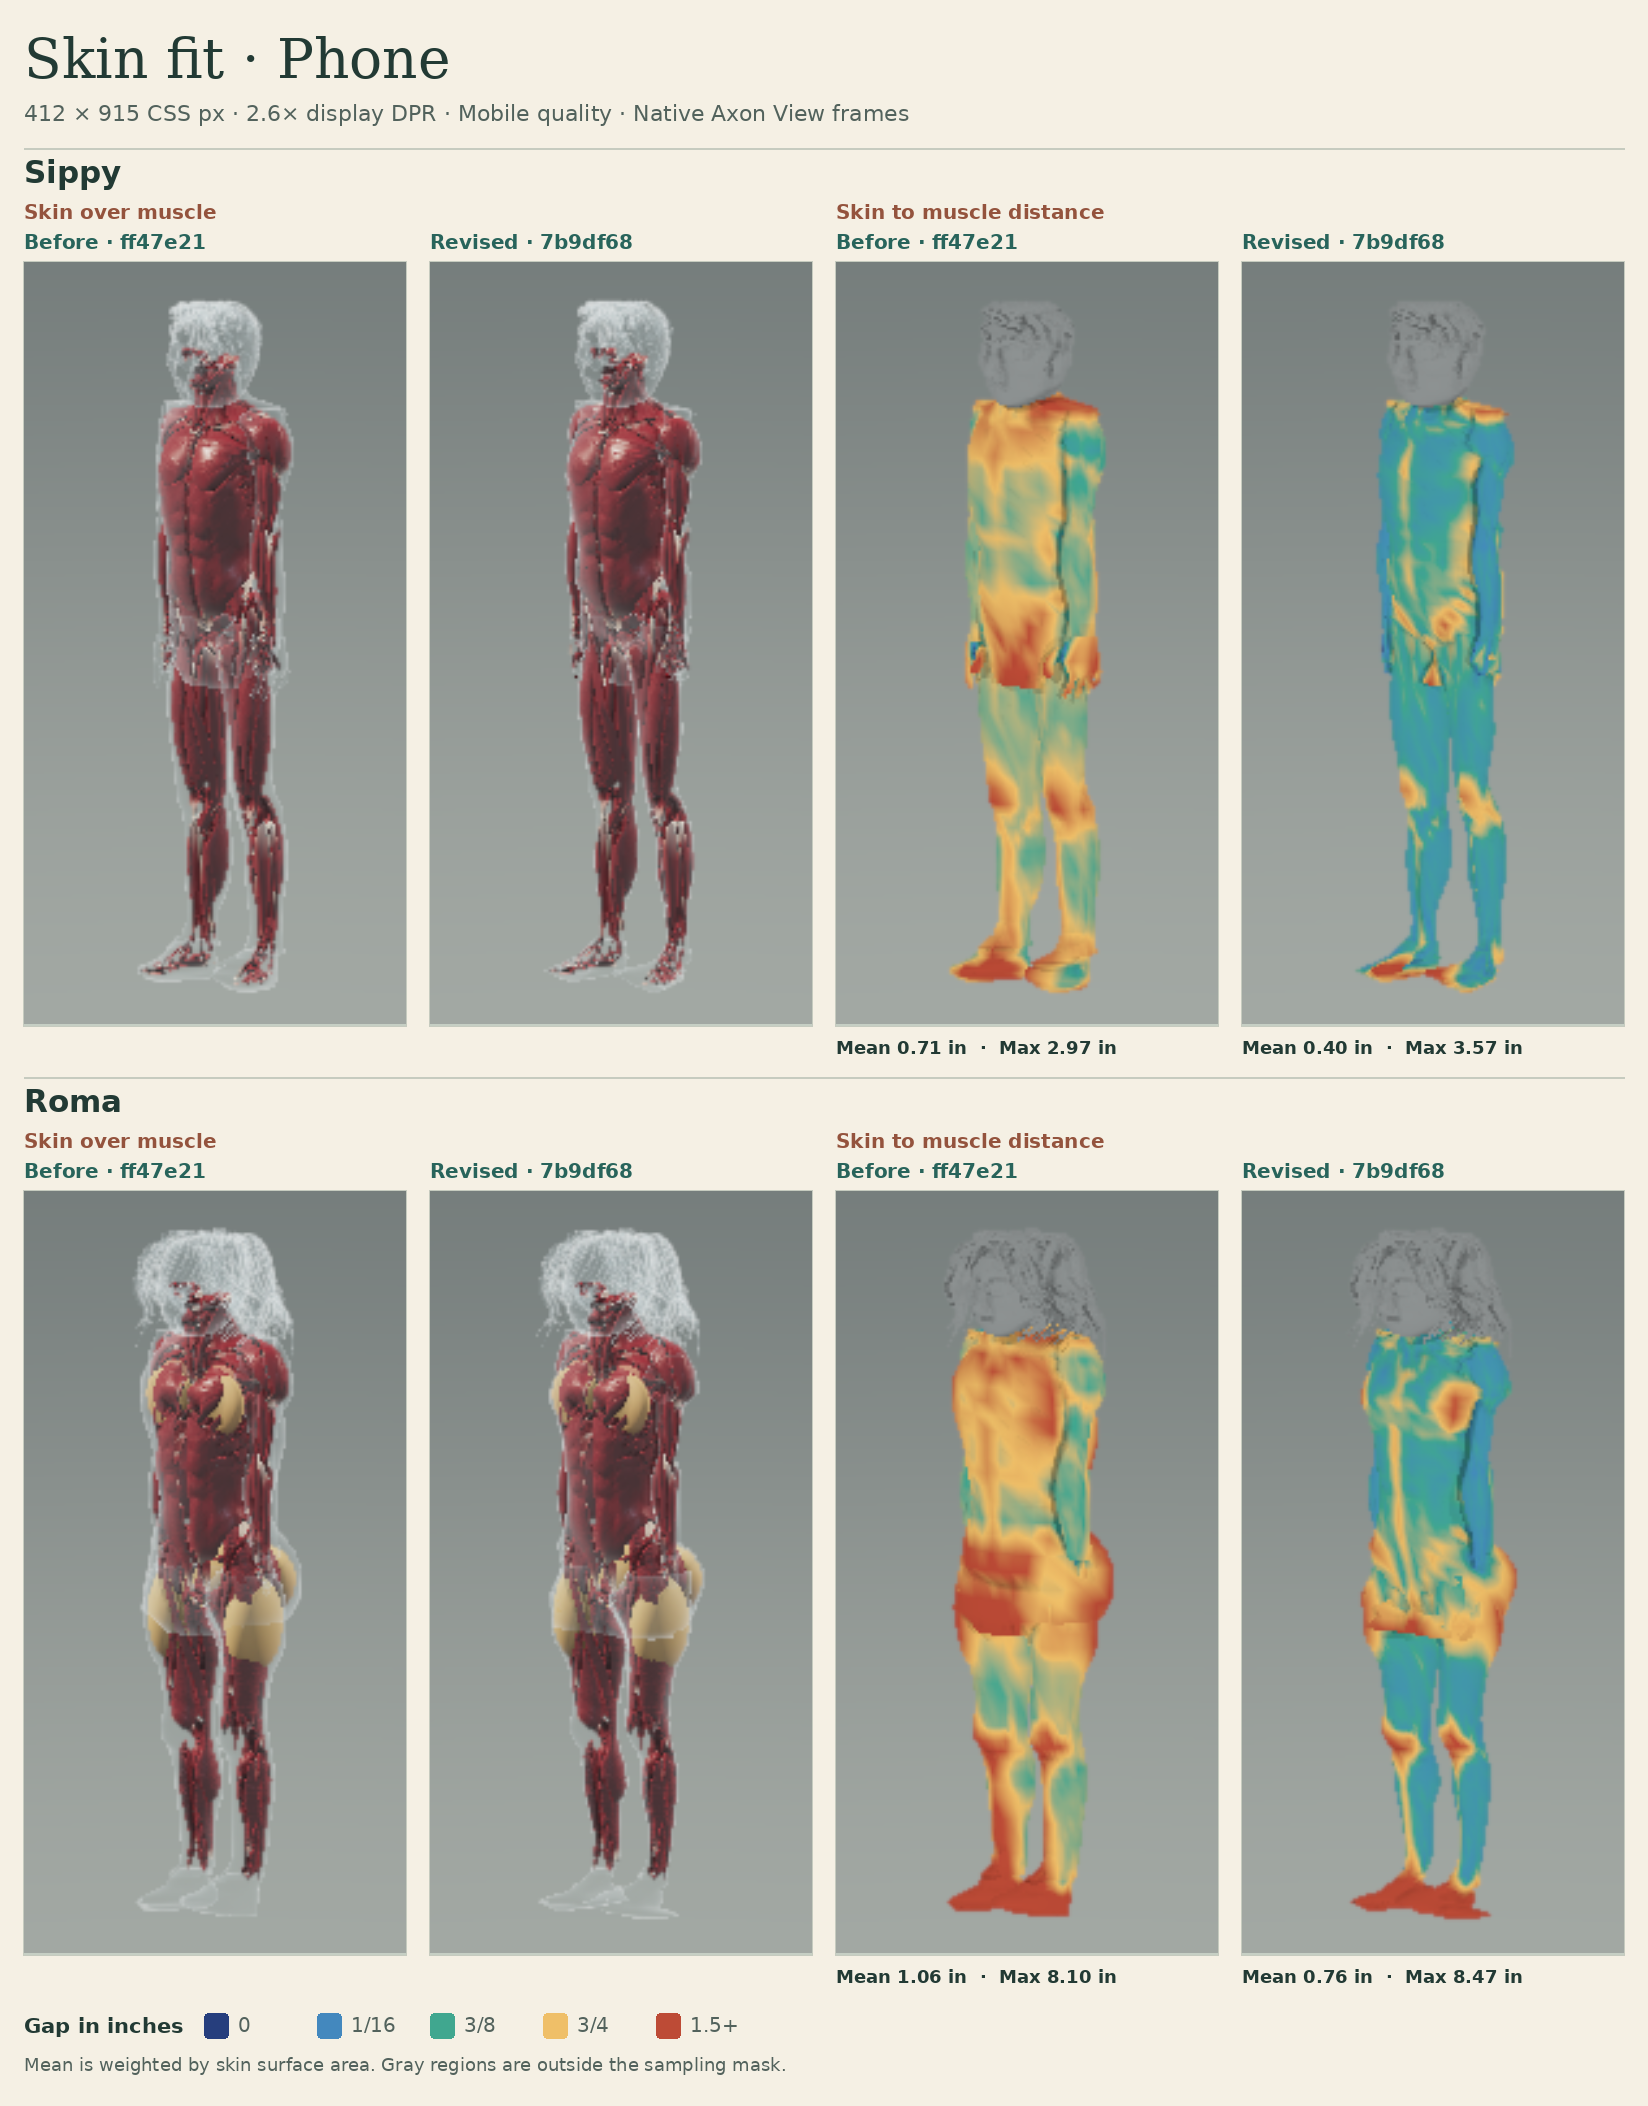 Skin fit · Phone
412 × 915 CSS px · 2.6× display DPR · Mobile quality · Native Axon View frames
Sippy
Skin over muscle
Skin to muscle distance
Before · ff47e21
Revised · 7b9df68
Before · ff47e21
Revised · 7b9df68
Mean 0.71 in · Max 2.97 in
Mean 0.40 in · Max 3.57 in
Roma
Skin over muscle
Skin to muscle distance
Before · ff47e21
Revised · 7b9df68
Before · ff47e21
Revised · 7b9df68
Mean 1.06 in · Max 8.10 in
Mean 0.76 in · Max 8.47 in
Gap in inches 0 1/16 3/8 3/4 1.5+
Mean is weighted by skin surface area. Gray regions are outside the sampling mask.